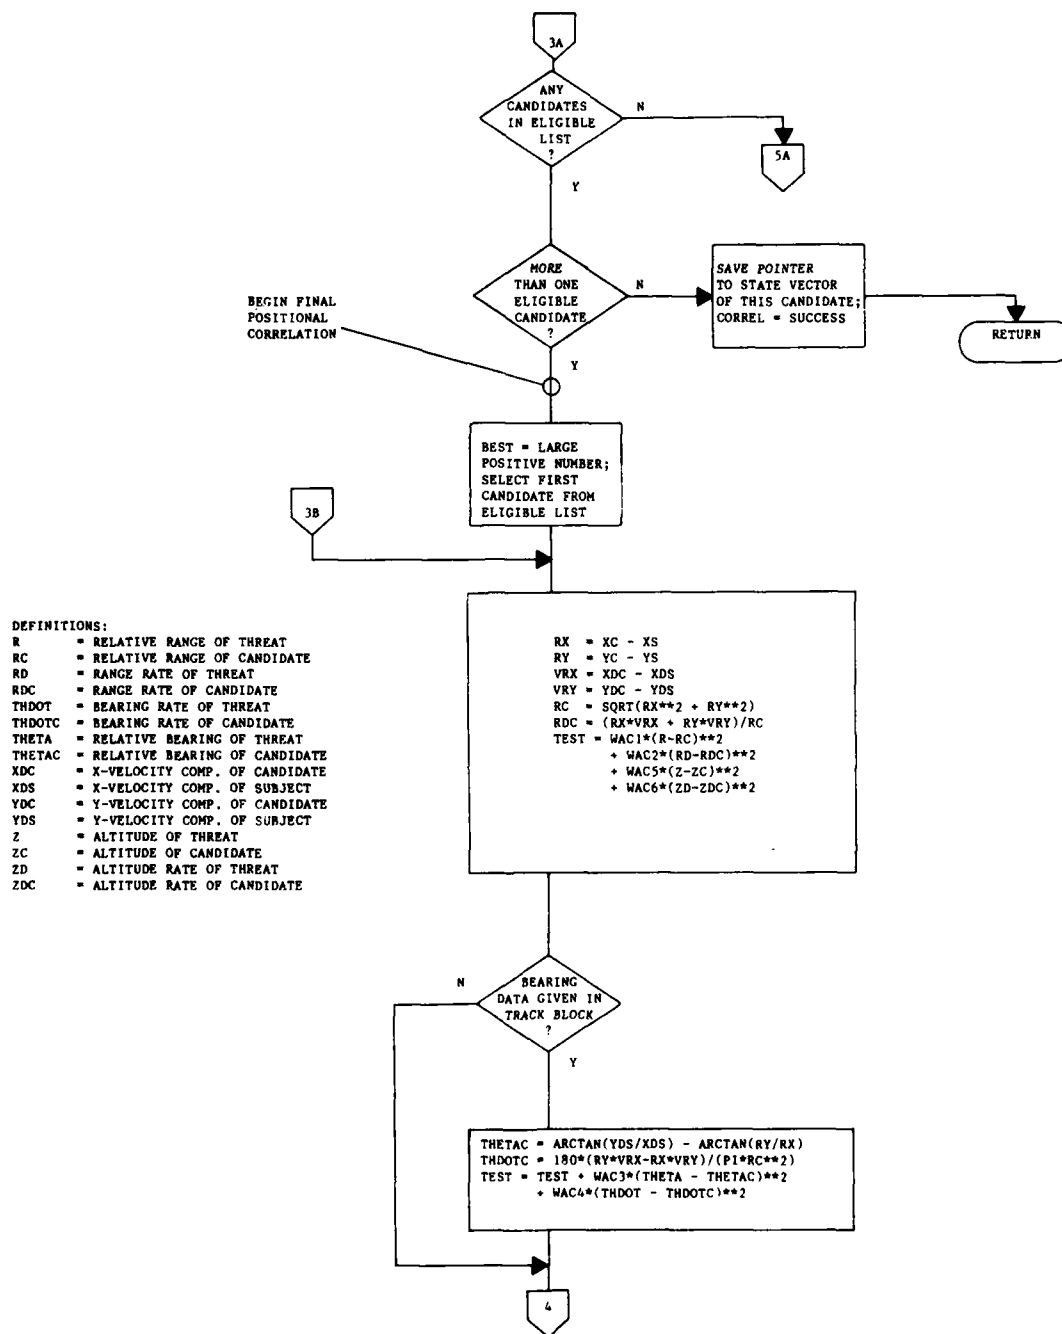 3A
ANY
CANDIDATES
IN ELIGIBLE
LIST
?
N
5A
Y
MORE
THAN ONE
ELIGIBLE
CANDIDATE
?
N
SAVE POINTER
TO STATE VECTOR
OF THIS CANDIDATE;
CORREL = SUCCESS
RETURN
BEGIN FINAL
POSITIONAL
CORRELATION
Y
BEST = LARGE
POSITIVE NUMBER;
SELECT FIRST
CANDIDATE FROM
ELIGIBLE LIST
3B
DEFINITIONS:
R = RELATIVE RANGE OF THREAT
RC = RELATIVE RANGE OF CANDIDATE
RD = RANGE RATE OF THREAT
RDC = RANGE RATE OF CANDIDATE
THDOT = BEARING RATE OF THREAT
THDOTC = BEARING RATE OF CANDIDATE
THETA = RELATIVE BEARING OF THREAT
THETAC = RELATIVE BEARING OF CANDIDATE
XDC = X-VELOCITY COMP. OF CANDIDATE
XDS = X-VELOCITY COMP. OF SUBJECT
YDC = Y-VELOCITY COMP. OF CANDIDATE
YDS = Y-VELOCITY COMP. OF SUBJECT
Z = ALTITUDE OF THREAT
ZC = ALTITUDE OF CANDIDATE
ZD = ALTITUDE RATE OF THREAT
ZDC = ALTITUDE RATE OF CANDIDATE
RX = XC - XS
RY = YC - YS
VRX = XDC - XDS
VRY = YDC - YDS
RC = SQRT(RX**2 + RY**2)
RDC = (RX*VRX + RY*VRY)/RC
TEST = WAC1*(R-RC)**2
+ WAC2*(RD-RDC)**2
+ WAC5*(Z-ZC)**2
+ WAC6*(ZD-ZDC)**2
N
BEARING
DATA GIVEN IN
TRACK BLOCK
?
Y
THETAC = ARCTAN(YDS/XDS) - ARCTAN(RY/RX)
THDOTC = 180*(RY*VRX-RX*VRY)/(PI*RC**2)
TEST = TEST + WAC3*(THETA - THETAC)**2
+ WAC4*(THDOT - THDOTC)**2
4